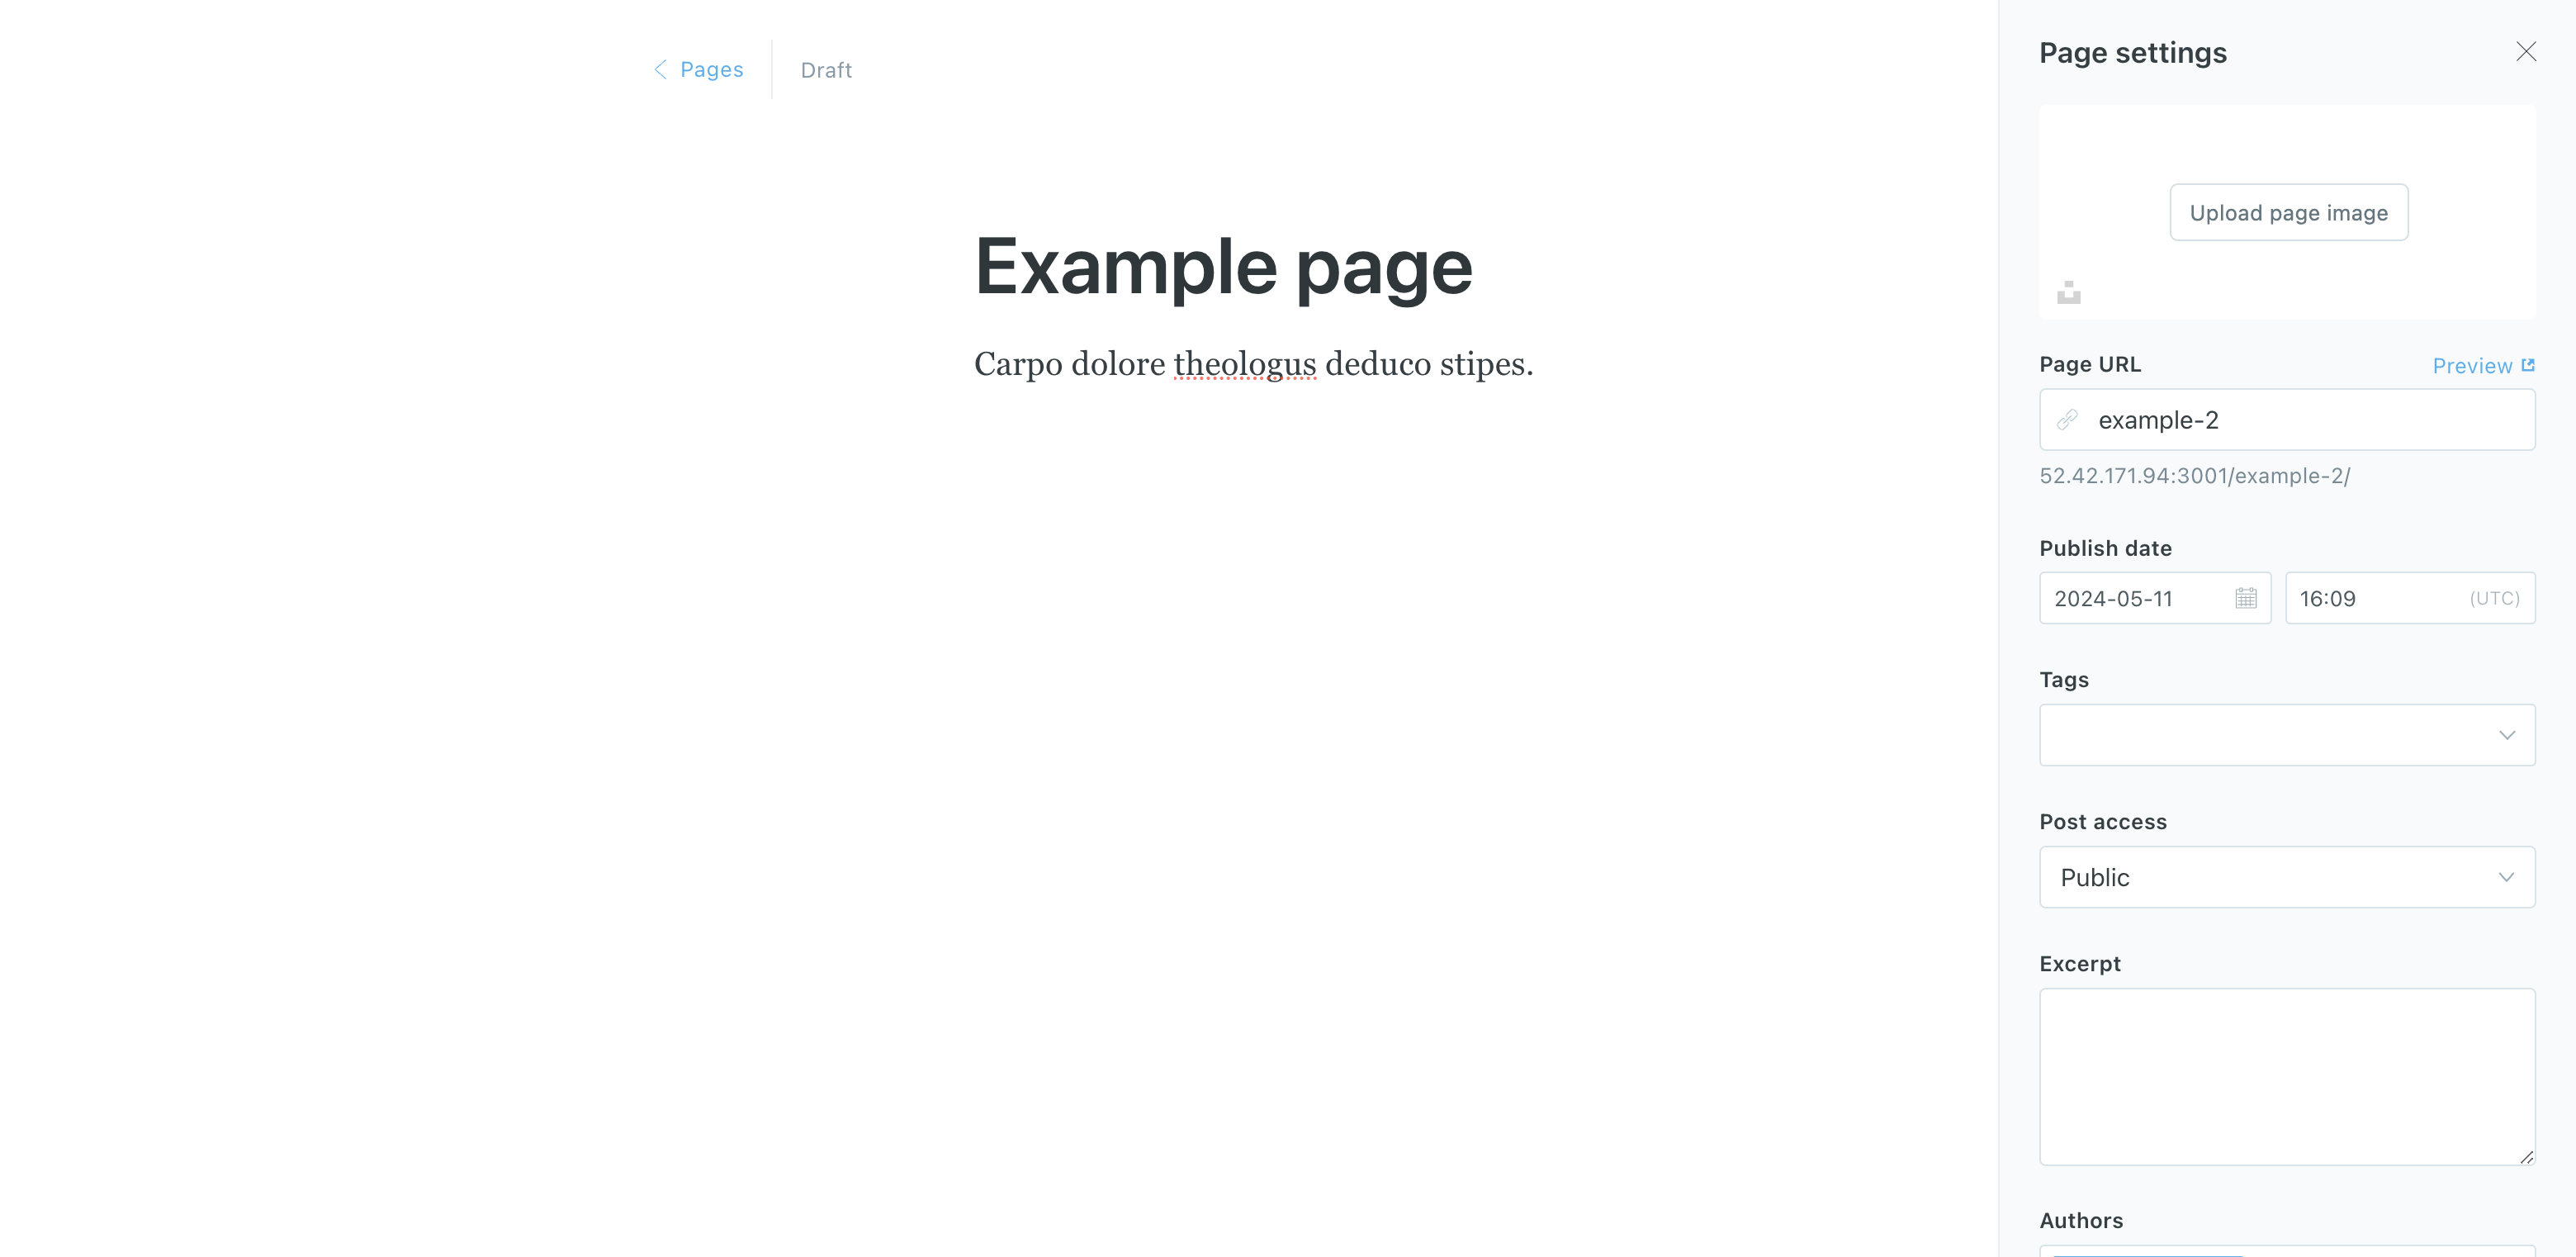 Pages
Draft
Example page
Carpo dolore theologus deduco stipes.
Page settings
Upload page image
Page URL
Preview
example-2
52.42.171.94:3001/example-2/
Publish date
2024-05-11
16:09 (UTC)
Tags
Post access
Public
Excerpt
Authors